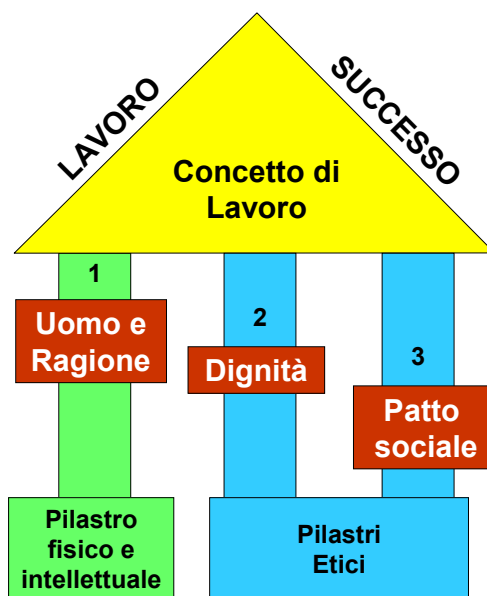 LAVORO
SUCCESSO
Concetto di
Lavoro
1
Uomo e
Ragione
2
Dignità
3
Patto
sociale
Pilastro
fisico e
intellettuale
Pilastri
Etici